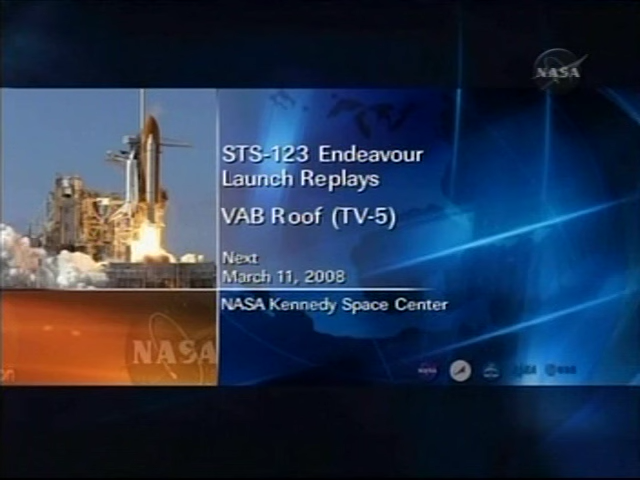 NASA
STS-123 Endeavour
Launch Replays
VAB Roof (TV-5)
Next
March 11, 2008
NASA Kennedy Space Center
NASA